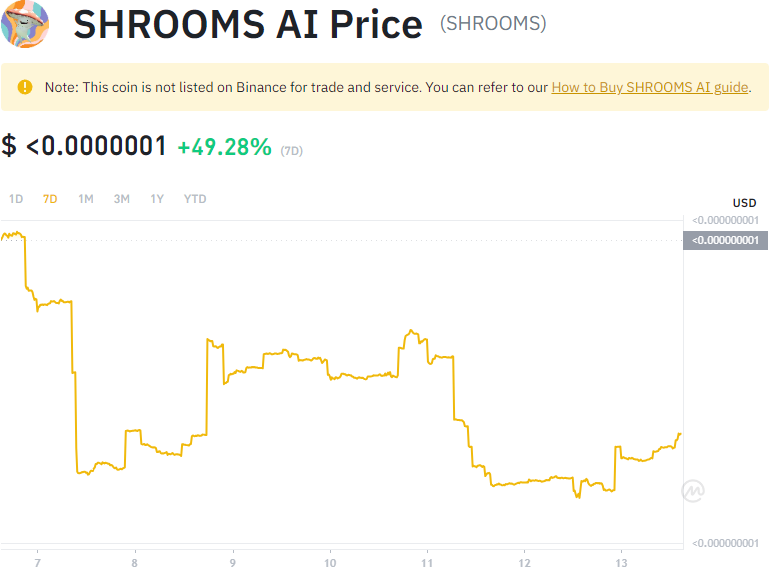 SHROOMS AI Price (SHROOMS)
Note: This coin is not listed on Binance for trade and service. You can refer to our How to Buy SHROOMS AI guide.
$ <0.0000001 +49.28% (7D)
1D 7D 1M 3M 1Y YTD
USD
<0.000000001
<0.000000001
<0.000000001
7 8 9 10 11 12 13